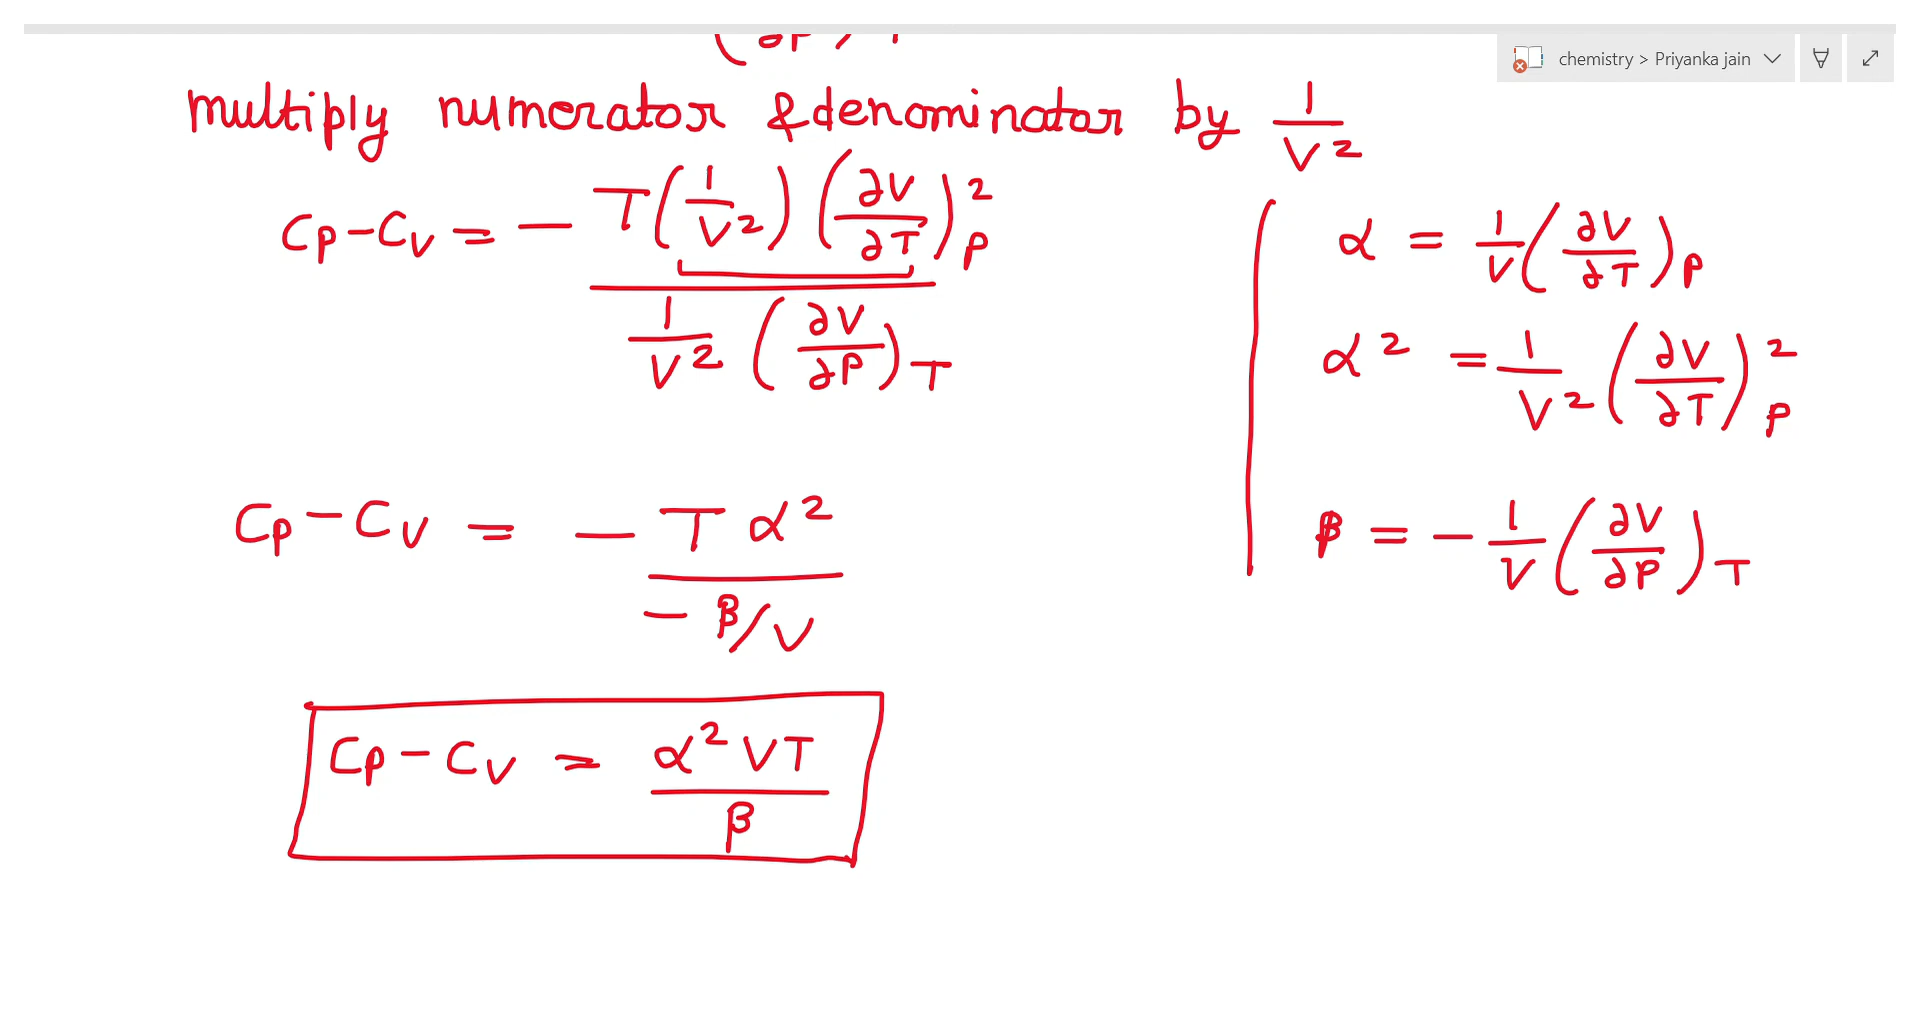 (∂P) T
chemistry > Priyanka jain
multiply numerator & denominator by 1/V²
Cp-Cv = - T(1/V²)(∂V/∂T)²p / 1/V² (∂V/∂P)T
α = 1/V (∂V/∂T)p
α² = 1/V² (∂V/∂T)²p
β = - 1/V (∂V/∂P)T
Cp-Cv = - Tα² / -β/V
Cp-Cv = α²VT / β